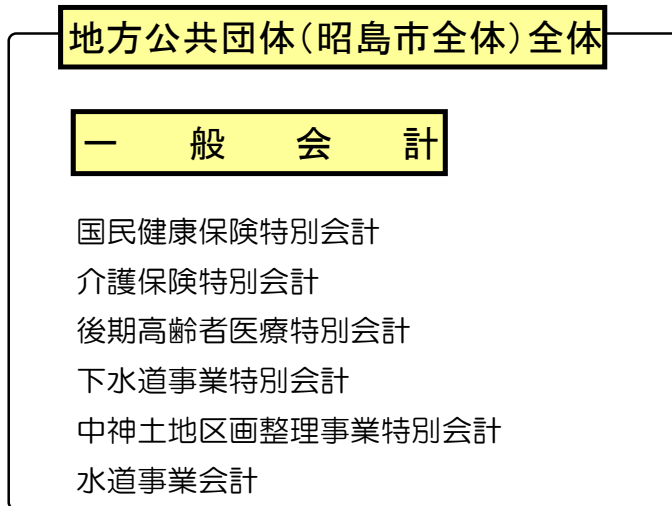 地方公共団体(昭島市全体)全体
一般会計
国民健康保険特別会計
介護保険特別会計
後期高齢者医療特別会計
下水道事業特別会計
中神土地区画整理事業特別会計
水道事業会計